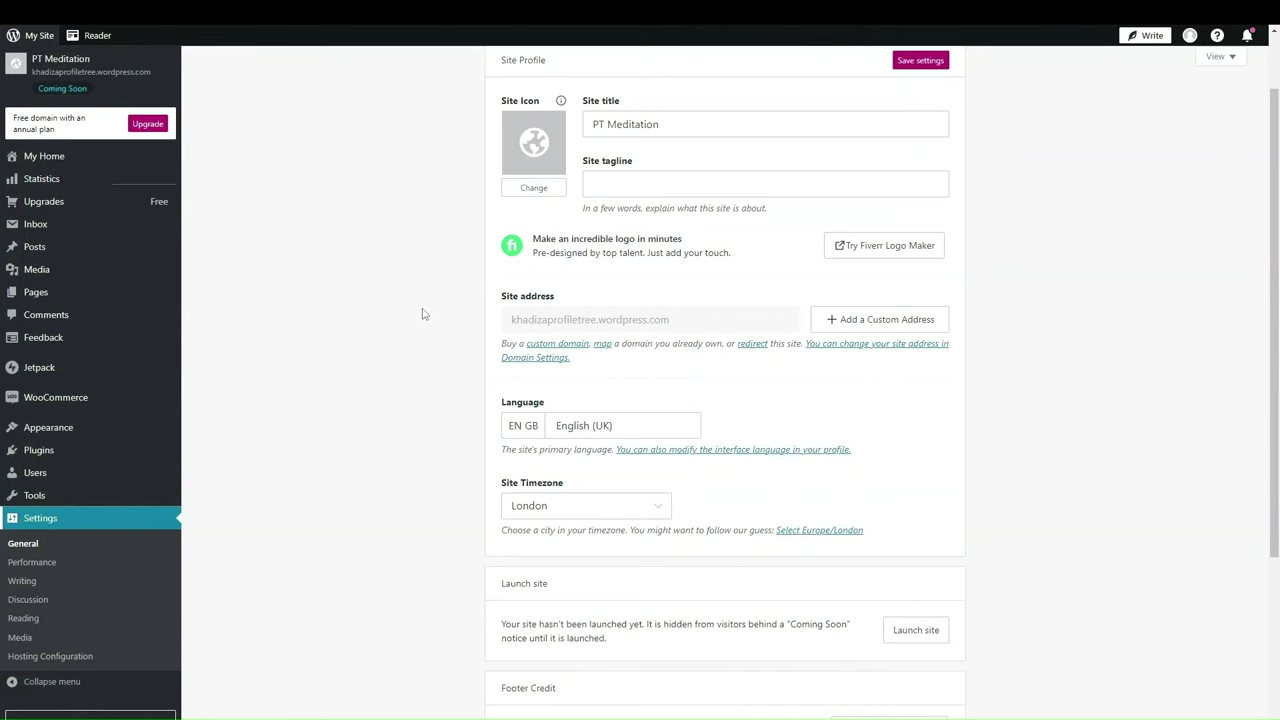 My Site
Reader
Write
PT Meditation
khadizaprofiletree.wordpress.com
Coming Soon
Free domain with an
annual plan
Upgrade
My Home
Statistics
Upgrades
Free
Inbox
Posts
Media
Pages
Comments
Feedback
Jetpack
WooCommerce
Appearance
Plugins
Users
Tools
Settings
General
Performance
Writing
Discussion
Reading
Media
Hosting Configuration
Collapse menu
View
Site Profile
Save settings
Site Icon
Change
Site title
PT Meditation
Site tagline
In a few words, explain what this site is about.
fi
Make an incredible logo in minutes
Pre-designed by top talent. Just add your touch.
Try Fiverr Logo Maker
Site address
khadizaprofiletree.wordpress.com
+ Add a Custom Address
Buy a custom domain, map a domain you already own, or redirect this site. You can change your site address in
Domain Settings.
Language
EN GB
English (UK)
The site's primary language. You can also modify the interface language in your profile.
Site Timezone
London
Choose a city in your timezone. You might want to follow our guess: Select Europe/London
Launch site
Your site hasn't been launched yet. It is hidden from visitors behind a "Coming Soon"
notice until it is launched.
Launch site
Footer Credit